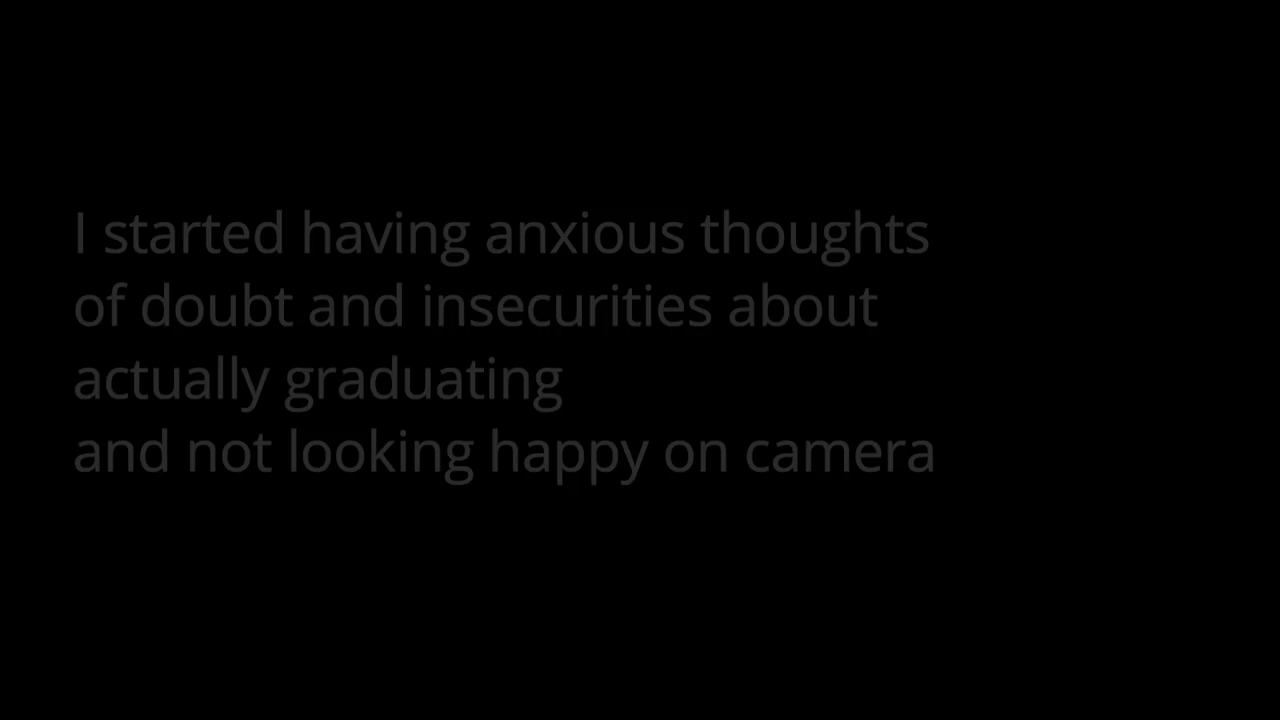 I started having anxious thoughts
of doubt and insecurities about
actually graduating
and not looking happy on camera